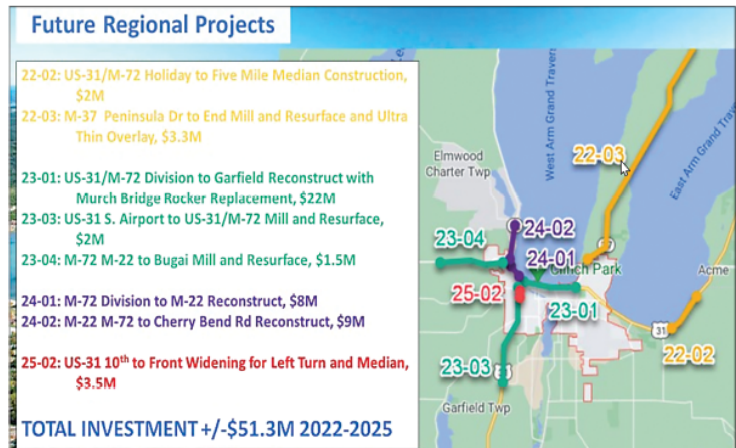 Future Regional Projects
22-02: US-31/M-72 Holiday to Five Mile Median Construction,
$2M
22-03: M-37 Peninsula Dr to End Mill and Resurface and Ultra
Thin Overlay, $3.3M
23-01: US-31/M-72 Division to Garfield Reconstruct with
Murch Bridge Rocker Replacement, $22M
23-03: US-31 S. Airport to US-31/M-72 Mill and Resurface,
$2M
23-04: M-72 M-22 to Bugai Mill and Resurface, $1.5M
24-01: M-72 Division to M-22 Reconstruct, $8M
24-02: M-22 M-72 to Cherry Bend Rd Reconstruct, $9M
25-02: US-31 10th to Front Widening for Left Turn and Median,
$3.5M
TOTAL INVESTMENT +/-$51.3M 2022-2025
West Arm Grand Travers
East Arm Grand Trav
Elmwood
Charter Twp
22-03
24-02
23-04
24-01
37
Clinch Park
Acme
25-02
23-01
31
22-02
23-03
Garfield Twp